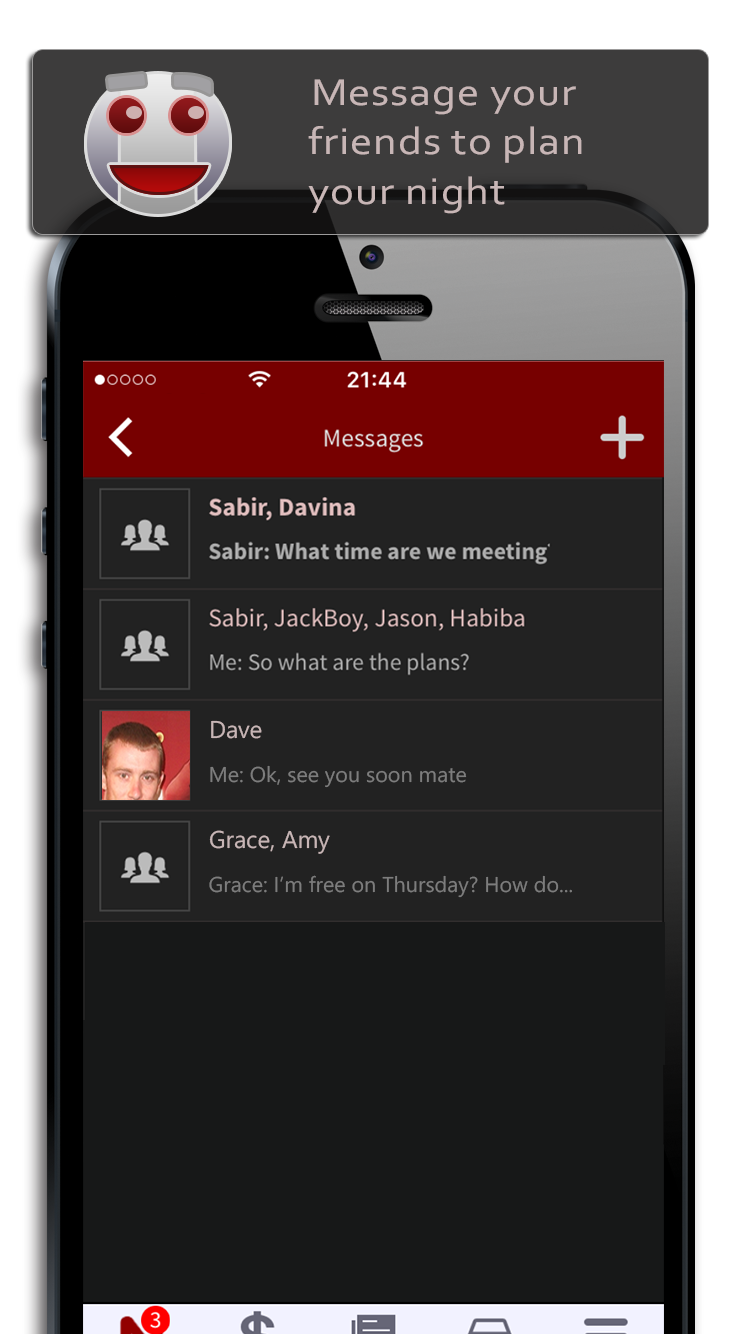 Message your
friends to plan
your night
21:44
Messages
Sabir, Davina
Sabir: What time are we meeting
Sabir, JackBoy, Jason, Habiba
Me: So what are the plans?
Dave
Me: Ok, see you soon mate
Grace, Amy
Grace: I'm free on Thursday? How do...
3